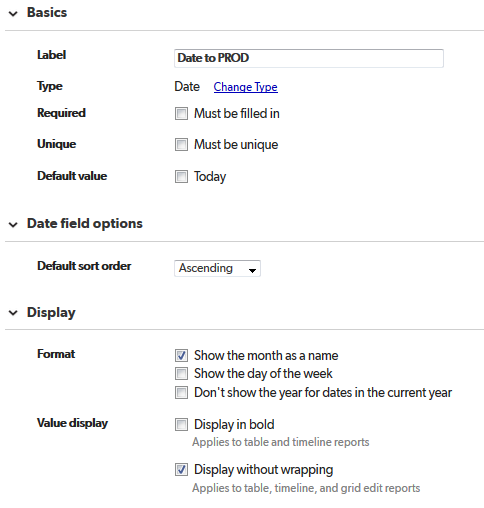 Basics
Label Date to PROD
Type Date Change Type
Required Must be filled in
Unique Must be unique
Default value Today
Date field options
Default sort order Ascending
Display
Format Show the month as a name
Show the day of the week
Don't show the year for dates in the current year
Value display Display in bold
Applies to table and timeline reports
Display without wrapping
Applies to table, timeline, and grid edit reports